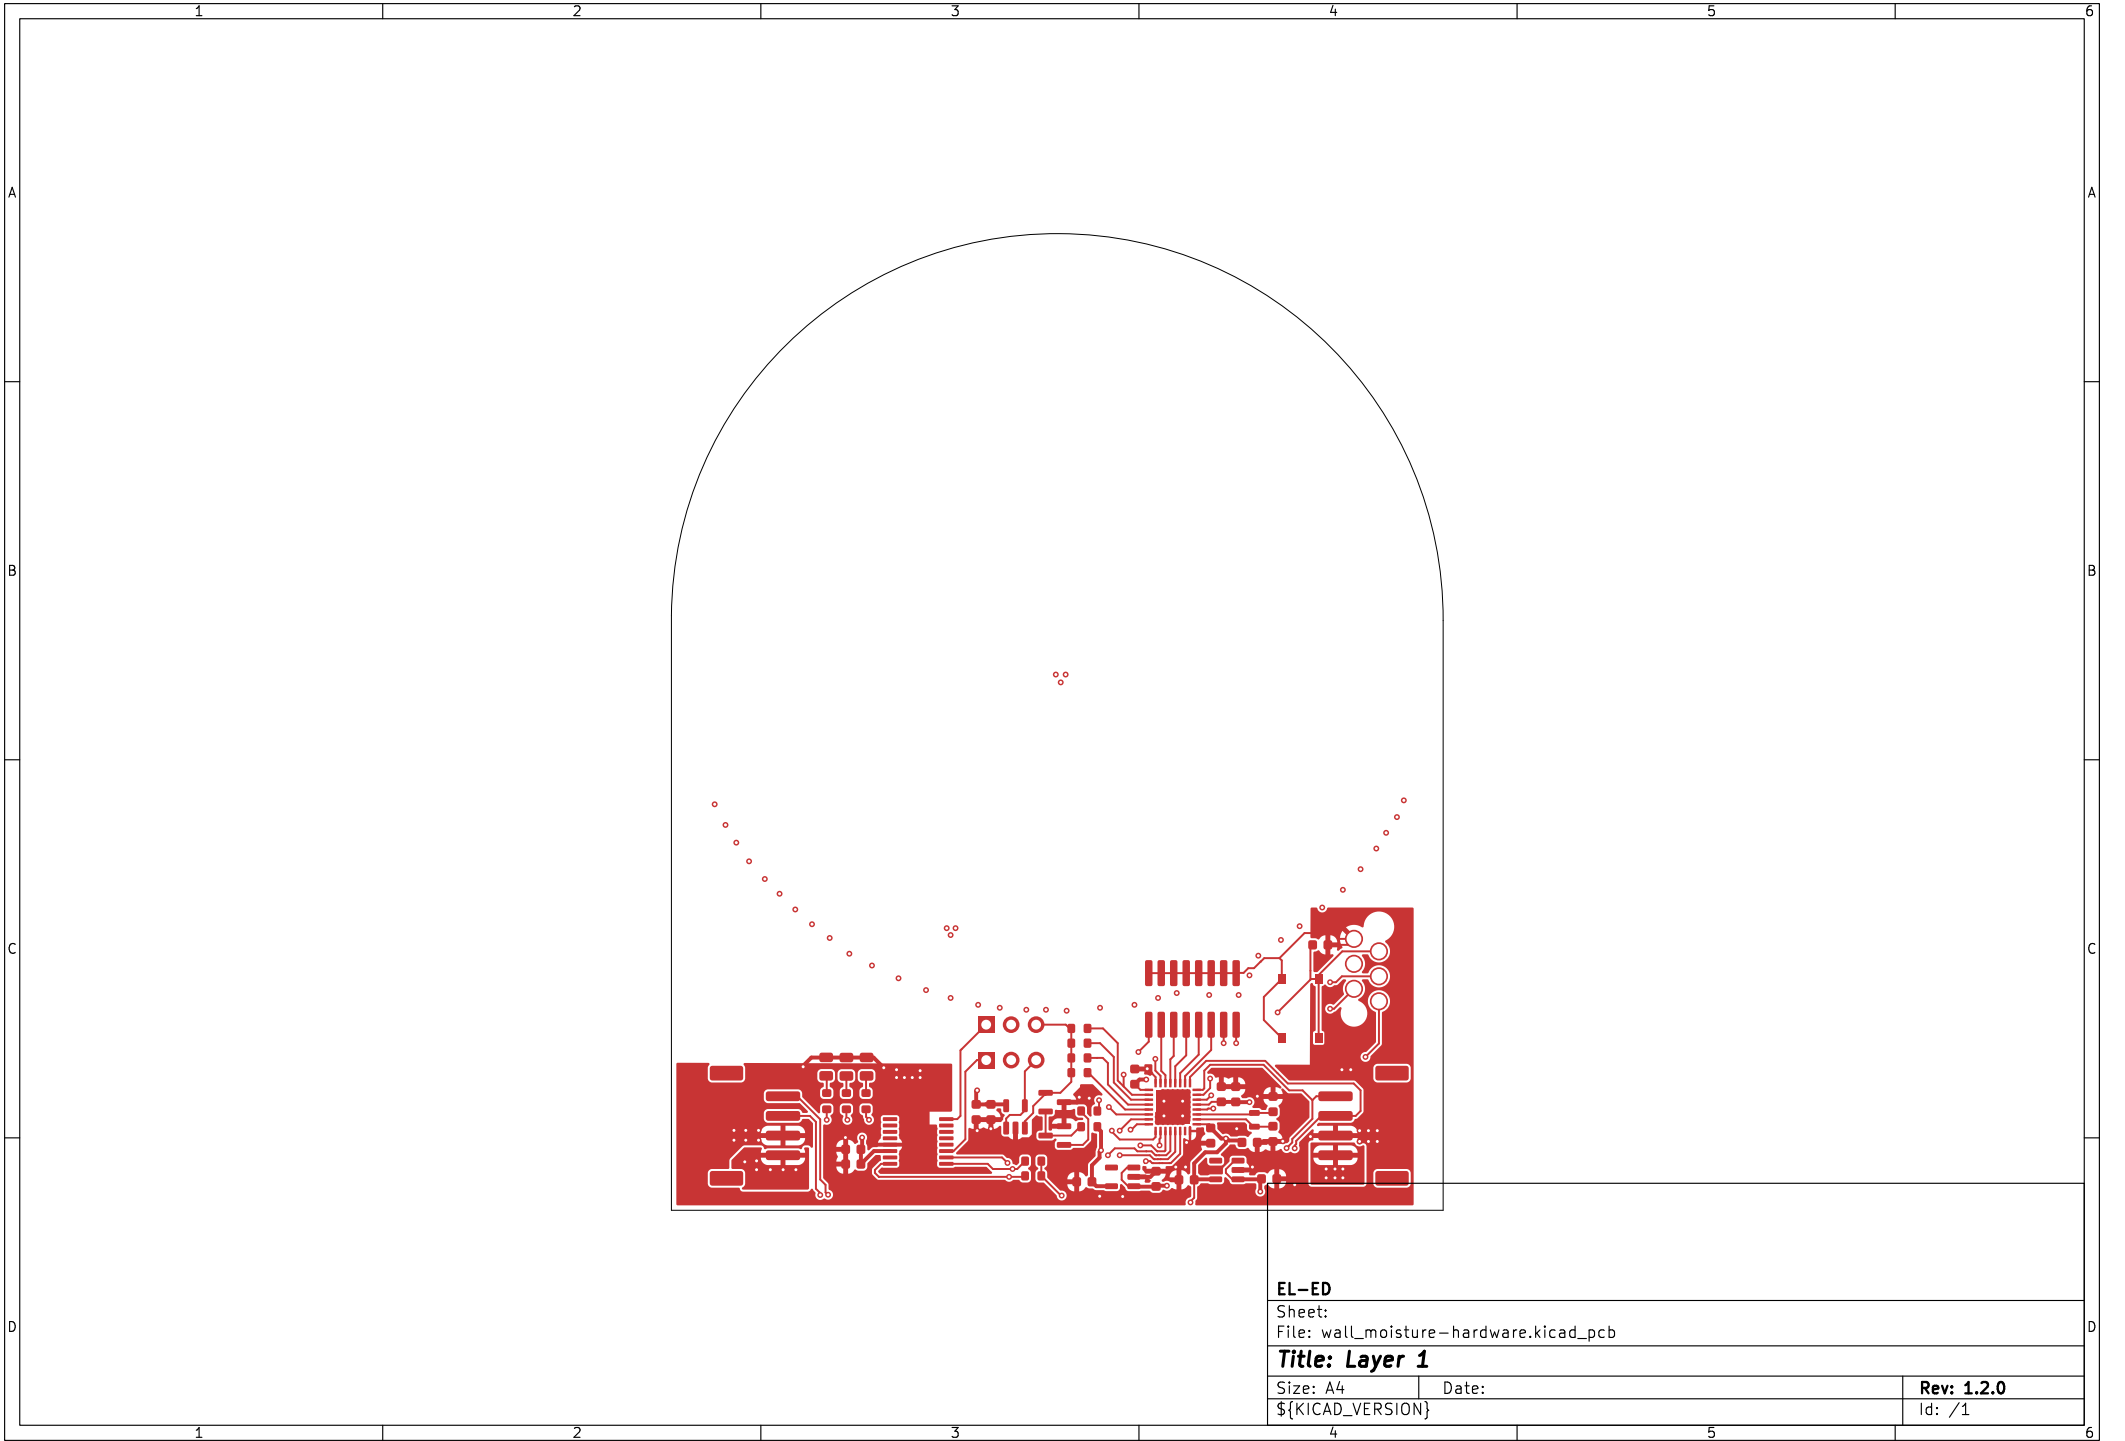 1 2 3 4 5 6
A A
B B
C C
D D
EL-ED
Sheet:
File: wall_moisture-hardware.kicad_pcb
Title: Layer 1
Size: A4 Date: Rev: 1.2.0
${KICAD_VERSION} Id: /1
1 2 3 4 5 6